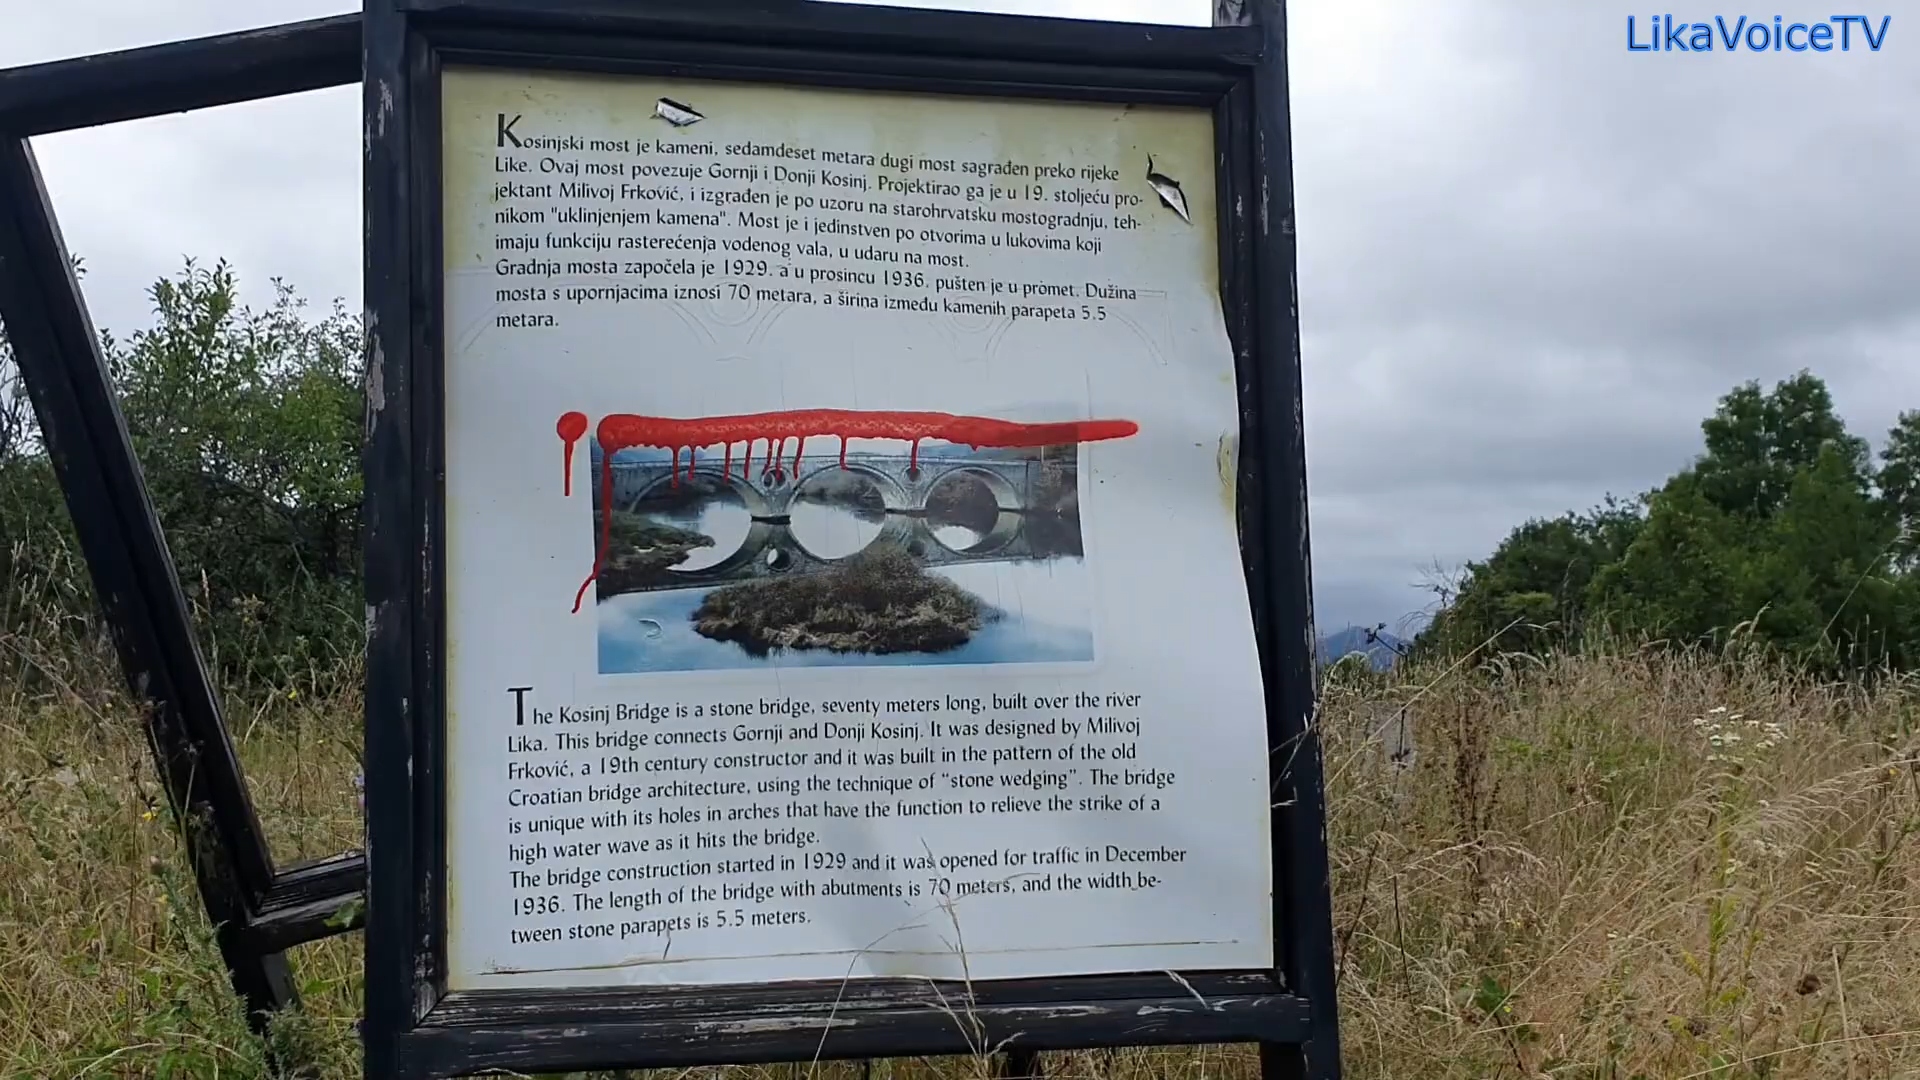 LikaVoiceTV
Kosinjski most je kameni, sedamdeset metara dugi most sagrađen preko rijeke
Like. Ovaj most povezuje Gornji i Donji Kosinj. Projektirao ga je u 19. stoljeću pro-
jektant Milivoj Frković, i izgrađen je po uzoru na starohrvatsku mostogradnju, teh-
nikom "uklinjenjem kamena". Most je i jedinstven po otvorima u lukovima koji
imaju funkciju rasterećenja vodenog vala, u udaru na most.
Gradnja mosta započela je 1929. a u prosincu 1936. pušten je u promet. Dužina
mosta s upornjacima iznosi 70 metara, a širina između kamenih parapeta 5.5
metara.
The Kosinj Bridge is a stone bridge, seventy meters long, built over the river
Lika. This bridge connects Gornji and Donji Kosinj. It was designed by Milivoj
Frković, a 19th century constructor and it was built in the pattern of the old
Croatian bridge architecture, using the technique of “stone wedging”. The bridge
is unique with its holes in arches that have the function to relieve the strike of a
high water wave as it hits the bridge.
The bridge construction started in 1929 and it was opened for traffic in December
1936. The length of the bridge with abutments is 70 meters, and the width be-
tween stone parapets is 5.5 meters.